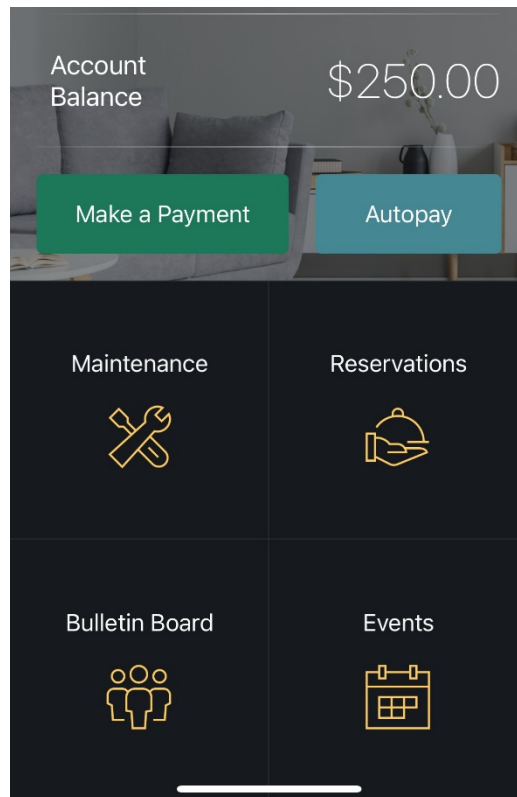 Account
Balance
$250.00
Make a Payment
Autopay
Maintenance
Reservations
Bulletin Board
Events